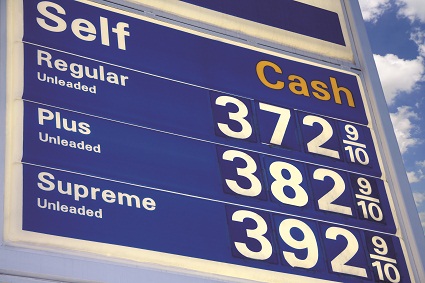 Self
Cash
Regular
Unleaded
372 9/10
Plus
Unleaded
382 9/10
Supreme
Unleaded
392 9/10